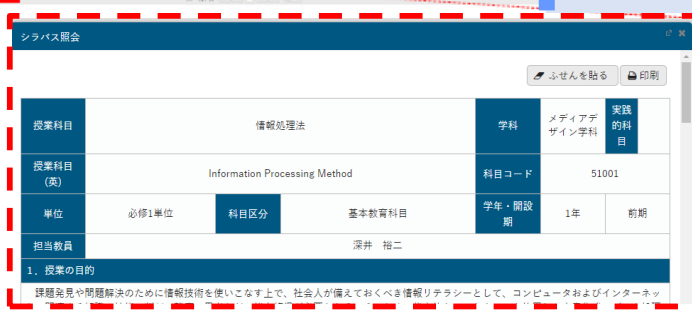 シラバス照会
ふせんを貼る 印刷
授業科目 情報処理法 学科 メディアデザイン学科 実践的科目
授業科目(英) Information Processing Method 科目コード 51001
単位 必修1単位 科目区分 基本教育科目 学年・開設期 1年 前期
担当教員 深井 裕二
1. 授業の目的
課題発見や問題解決のために情報技術を使いこなす上で、社会人が備えておくべき情報リテラシーとして、コンピュータおよびインターネッ